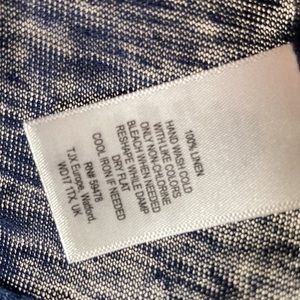 100% LINEN
HAND WASH COLD
WITH LIKE COLORS
ONLY NON-CHLORINE
BLEACH WHEN NEEDED
RESHAPE WHILE DAMP
DRY FLAT
COOL IRON IF NEEDED
RN# 59478
TJX Europe, Watford,
WD17 1TX, UK